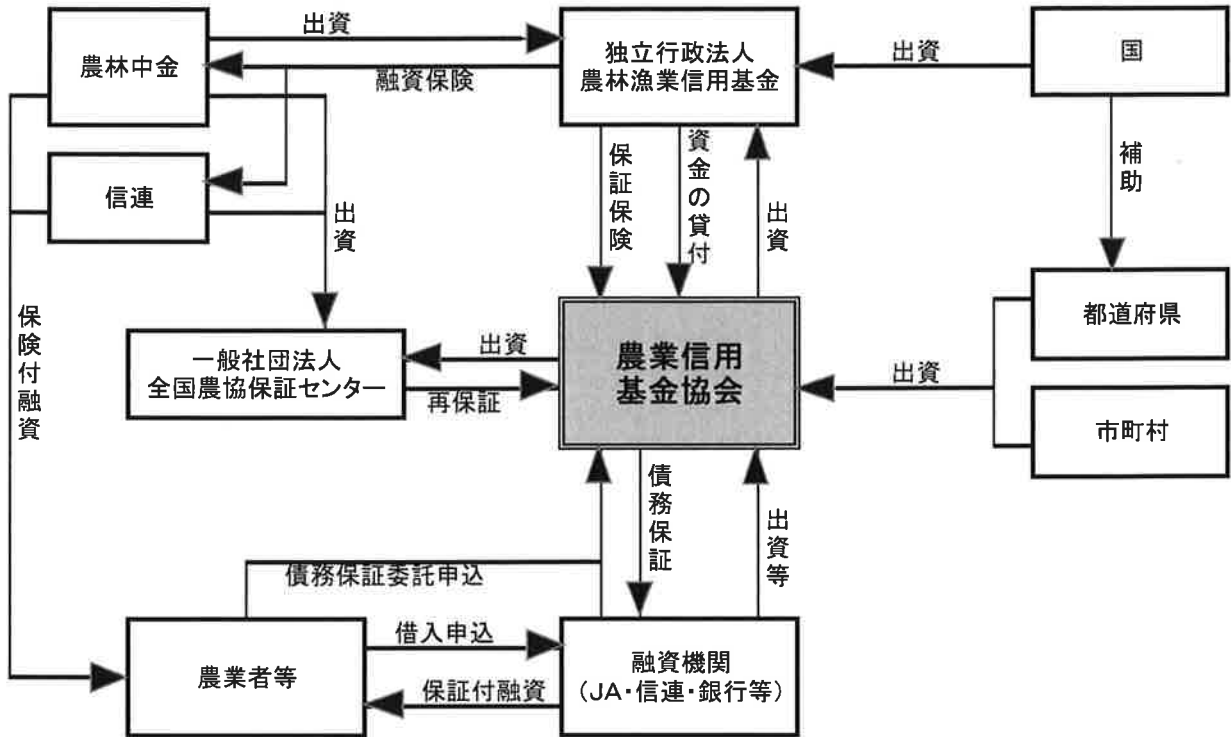 出資
農林中金
独立行政法人
農林漁業信用基金
出資
国
融資保険
信連
出資
保証保険
資金の貸付
出資
補助
保険付融資
都道府県
一般社団法人
全国農協保証センター
出資
再保証
農業信用
基金協会
出資
市町村
債務保証
出資等
債務保証委託申込
農業者等
借入申込
保証付融資
融資機関
（JA・信連・銀行等）